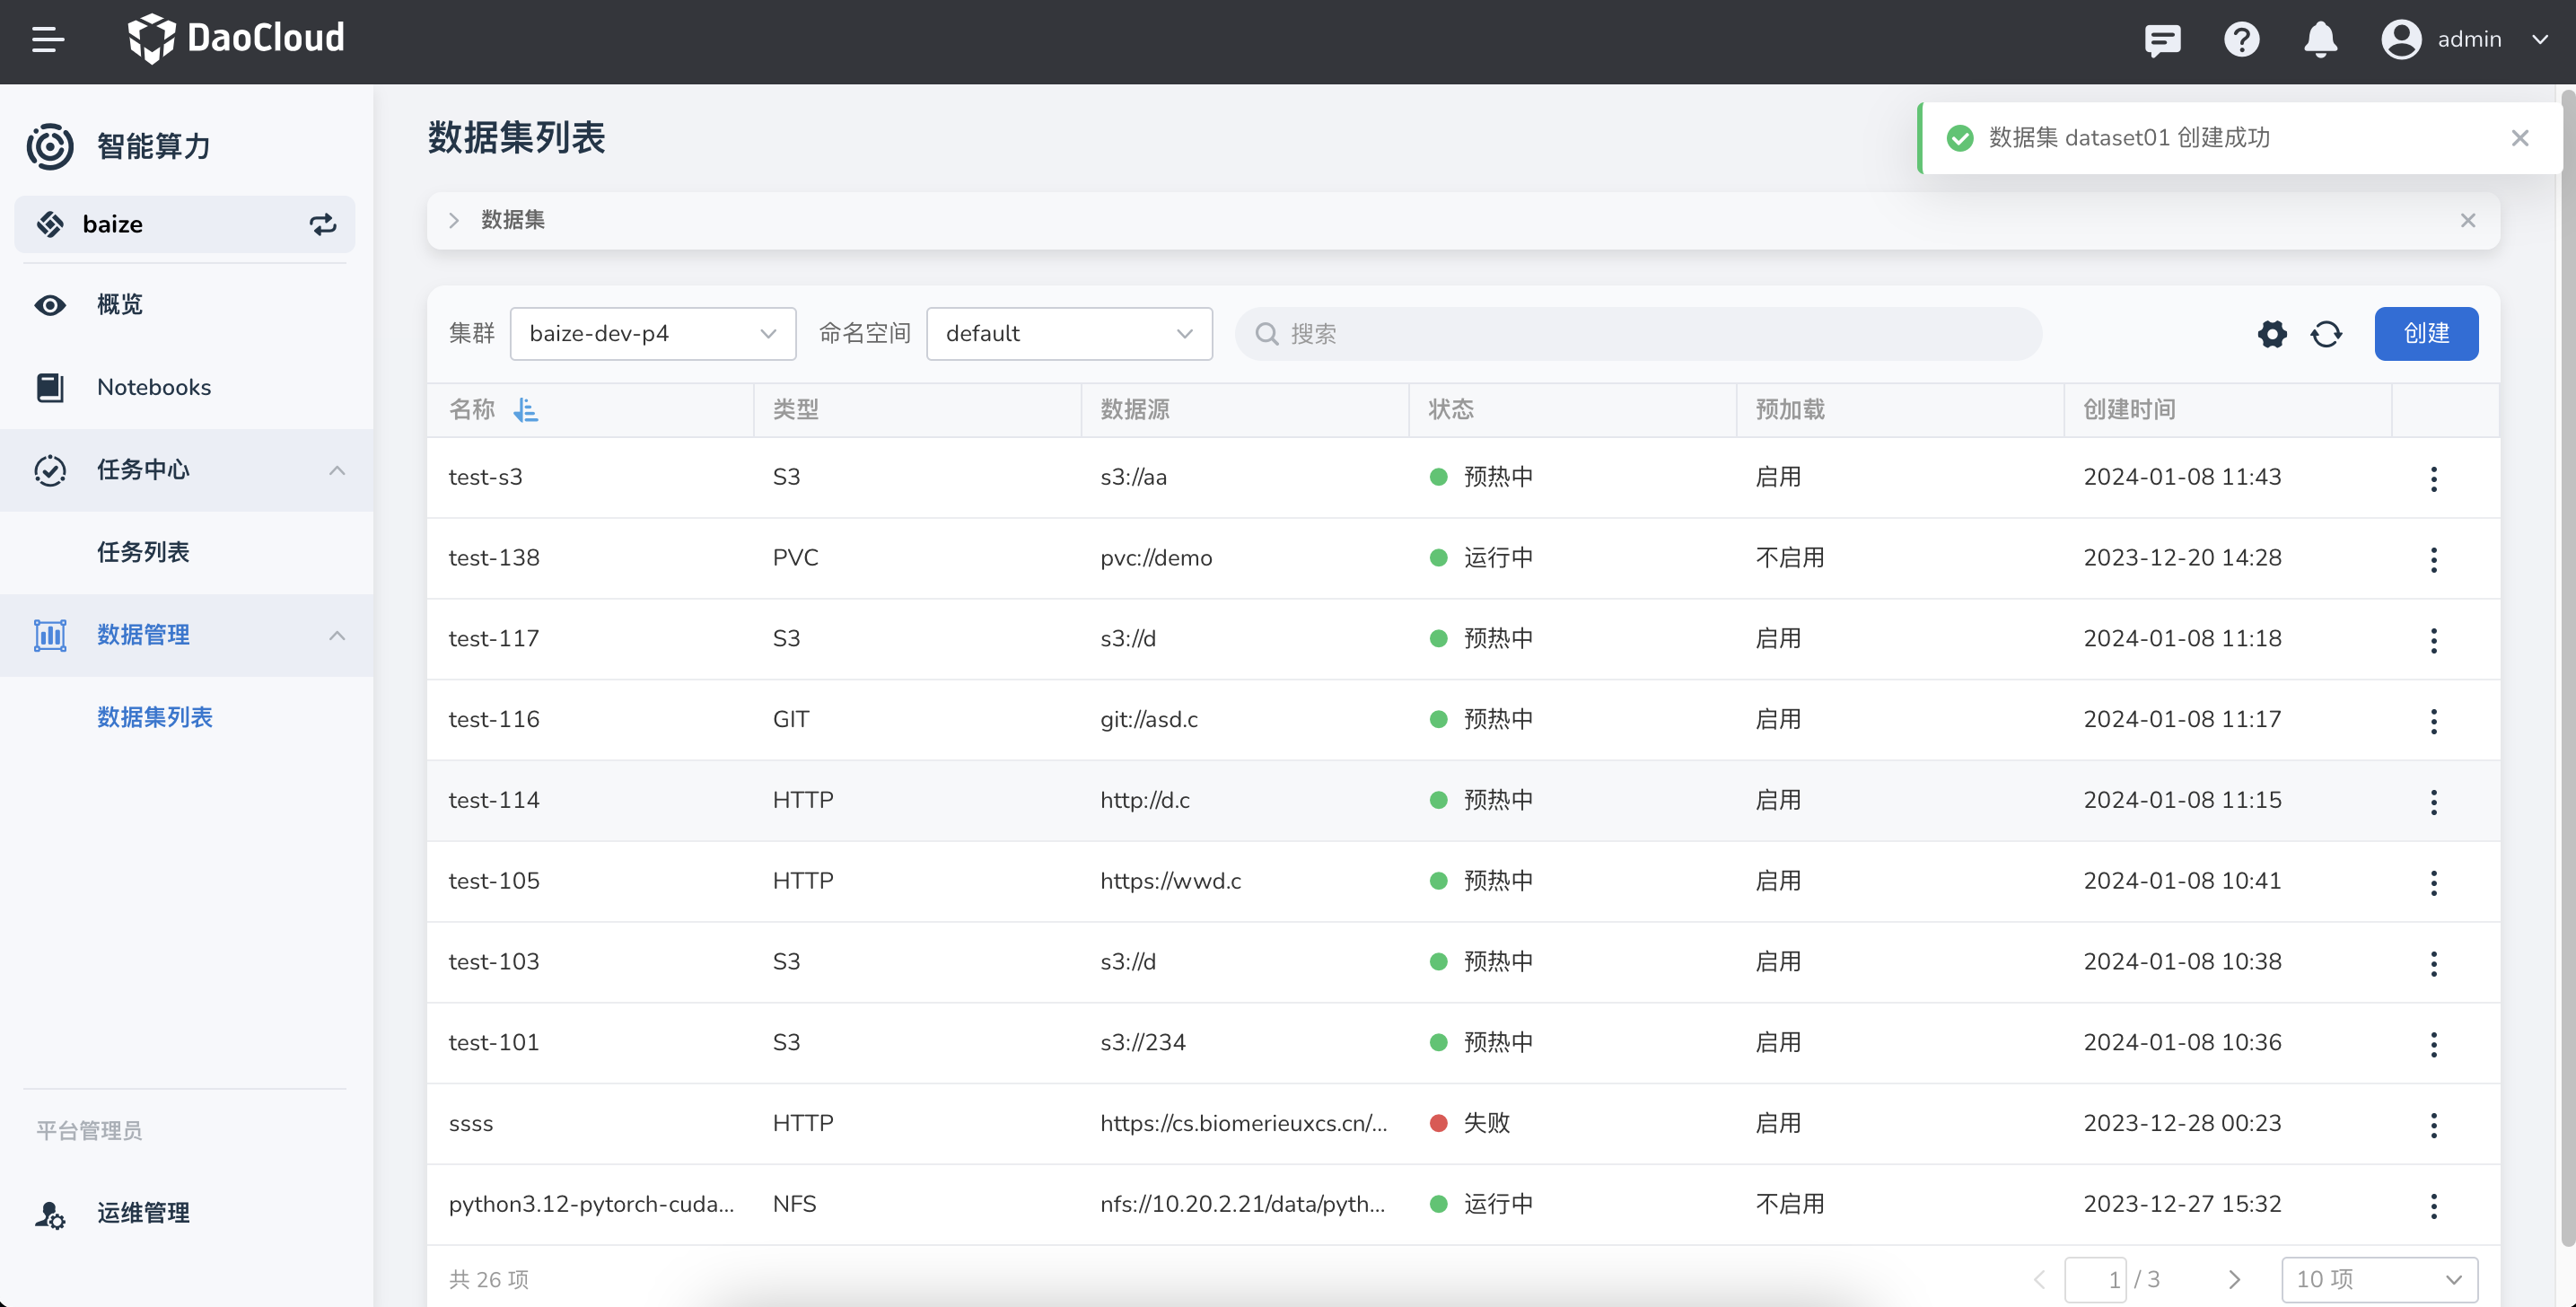 DaoCloud
admin
智能算力
baize
概览
Notebooks
任务中心
任务列表
数据管理
数据集列表
平台管理员
运维管理
数据集列表
数据集 dataset01 创建成功
数据集
集群 baize-dev-p4 命名空间 default 搜索 创建
名称 类型 数据源 状态 预加载 创建时间
test-s3 S3 s3://aa 预热中 启用 2024-01-08 11:43
test-138 PVC pvc://demo 运行中 不启用 2023-12-20 14:28
test-117 S3 s3://d 预热中 启用 2024-01-08 11:18
test-116 GIT git://asd.c 预热中 启用 2024-01-08 11:17
test-114 HTTP http://d.c 预热中 启用 2024-01-08 11:15
test-105 HTTP https://wwd.c 预热中 启用 2024-01-08 10:41
test-103 S3 s3://d 预热中 启用 2024-01-08 10:38
test-101 S3 s3://234 预热中 启用 2024-01-08 10:36
ssss HTTP https://cs.biomerieuxcs.cn/... 失败 启用 2023-12-28 00:23
python3.12-pytorch-cuda... NFS nfs://10.20.2.21/data/pyth... 运行中 不启用 2023-12-27 15:32
共 26 项 1 / 3 10 项